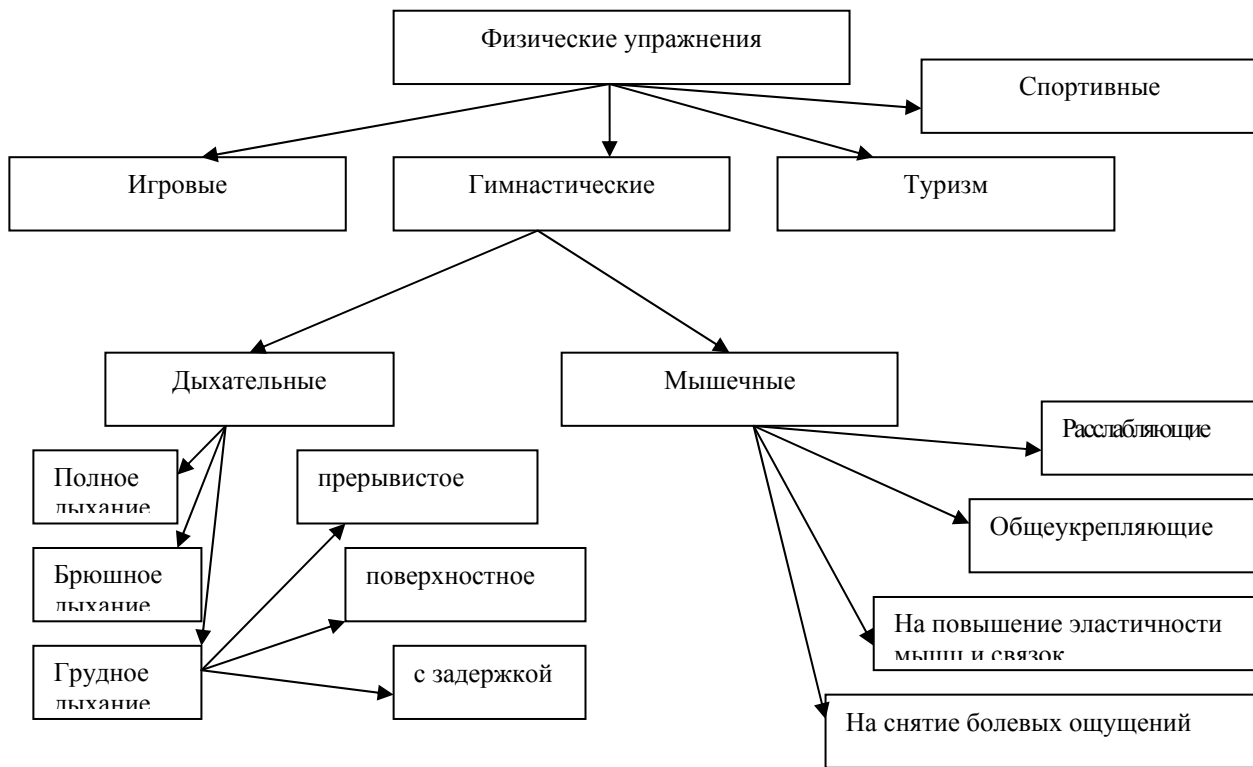 Физические упражнения
Спортивные
Игровые
Гимнастические
Туризм
Дыхательные
Мышечные
Расслабляющие
Полное
дыхание
прерывистое
Общеукрепляющие
Брюшное
дыхание
поверхностное
На повышение эластичности
мышц и связок
Грудное
дыхание
с задержкой
На снятие болевых ощущений